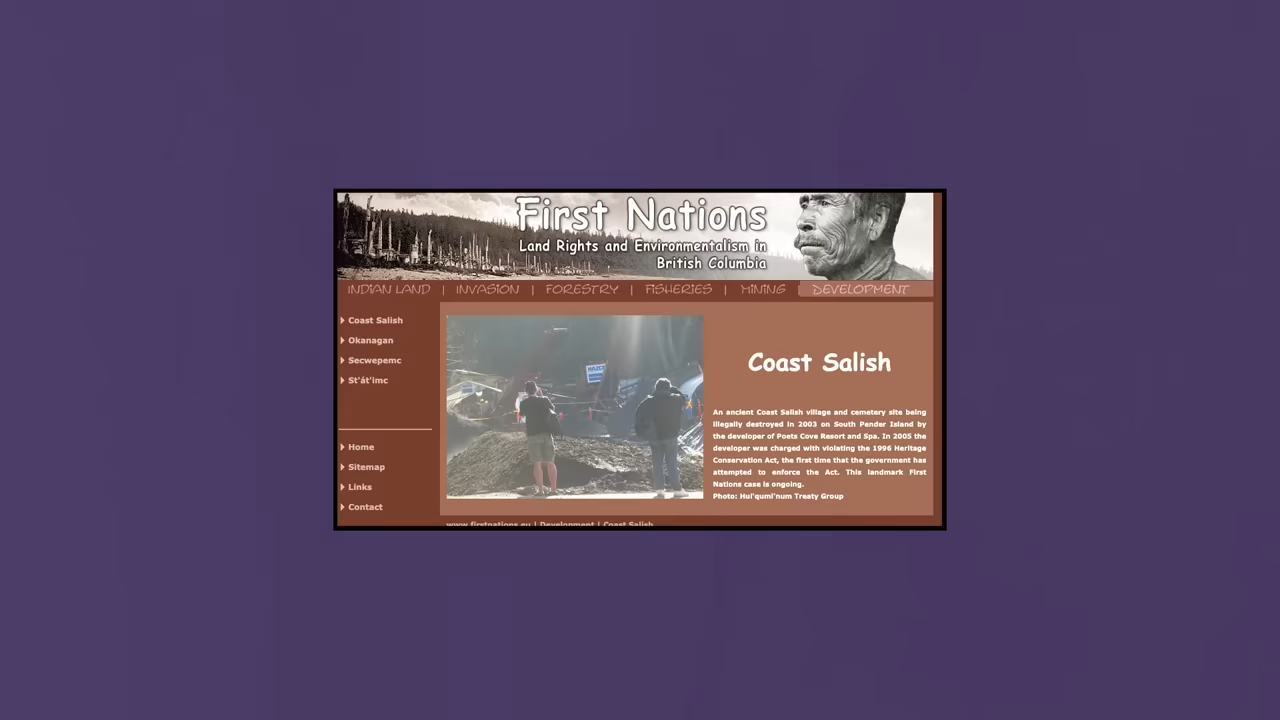 First Nations
Land Rights and Environmentalism in
British Columbia
INDIAN LAND | INVASION | FORESTRY | FISHERIES | MINING | DEVELOPMENT
Coast Salish
Okanagan
Secwepemc
St'át'imc
Home
Sitemap
Links
Contact
Coast Salish
An ancient Coast Salish village and cemetery site being
illegally destroyed in 2003 on South Pender Island by
the developer of Poets Cove Resort and Spa. In 2005 the
developer was charged with violating the 1996 Heritage
Conservation Act, the first time that the government has
attempted to enforce the Act. This landmark First
Nations case is ongoing.
Photo: Hul'qumi'num Treaty Group
www.firstnations.eu | Development | Coast Salish